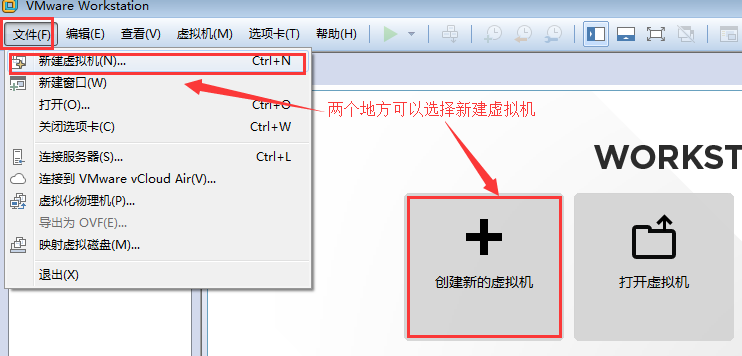 VMware Workstation
文件(F) 编辑(E) 查看(V) 虚拟机(M) 选项卡(T) 帮助(H)
新建虚拟机(N)... Ctrl+N
新建窗口(W)
打开(O)... Ctrl+O
关闭选项卡(C) Ctrl+W
连接服务器(S)... Ctrl+L
连接到 VMware vCloud Air(V)...
虚拟化物理机(P)...
导出为 OVF(E)...
映射虚拟磁盘(M)...
退出(X)
两个地方可以选择新建虚拟机
WORKST
创建新的虚拟机
打开虚拟机